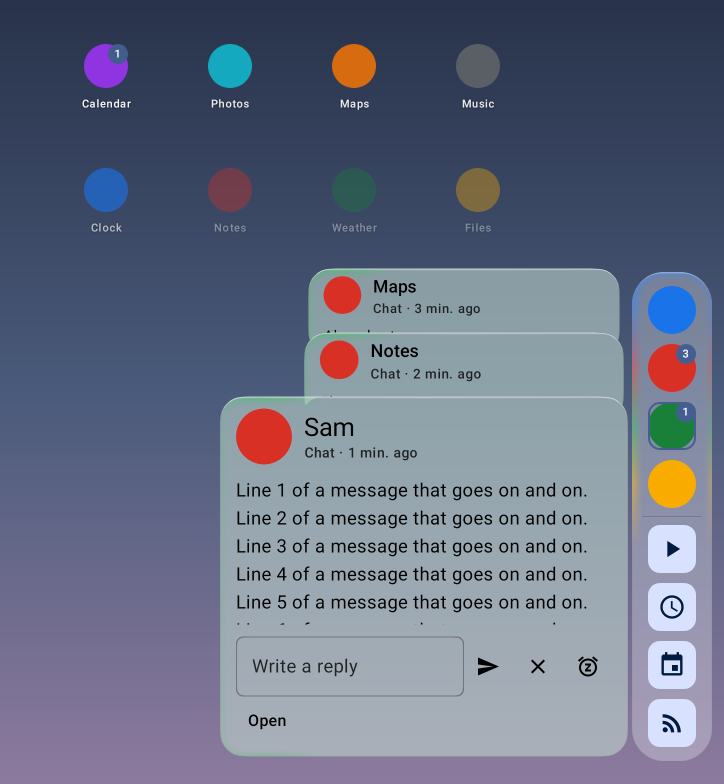 1
Calendar
Photos
Maps
Music
Clock
Notes
Weather
Files
Maps
Chat · 3 min. ago
Notes
Chat · 2 min. ago
3
1
Sam
Chat · 1 min. ago
Line 1 of a message that goes on and on.
Line 2 of a message that goes on and on.
Line 3 of a message that goes on and on.
Line 4 of a message that goes on and on.
Line 5 of a message that goes on and on.
Write a reply
Open